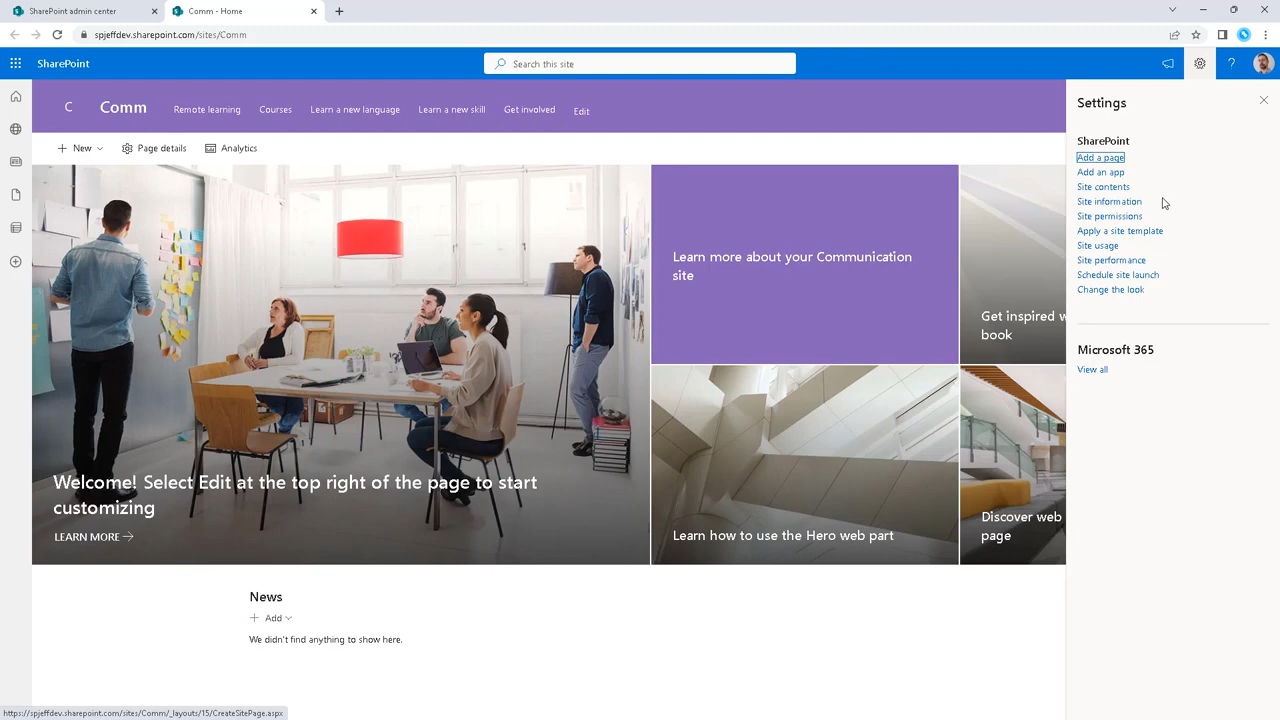 SharePoint admin center
Comm - Home
spjeffdev.sharepoint.com/sites/Comm
SharePoint
Search this site
C
Comm
Remote learning
Courses
Learn a new language
Learn a new skill
Get involved
Edit
New
Page details
Analytics
Welcome! Select Edit at the top right of the page to start
customizing
LEARN MORE
Learn more about your Communication
site
Get inspired w
book
Learn how to use the Hero web part
Discover web
page
News
Add
We didn't find anything to show here.
Settings
SharePoint
Add a page
Add an app
Site contents
Site information
Site permissions
Apply a site template
Site usage
Site performance
Schedule site launch
Change the look
Microsoft 365
View all
https://spjeffdev.sharepoint.com/sites/Comm/_layouts/15/CreateSitePage.aspx